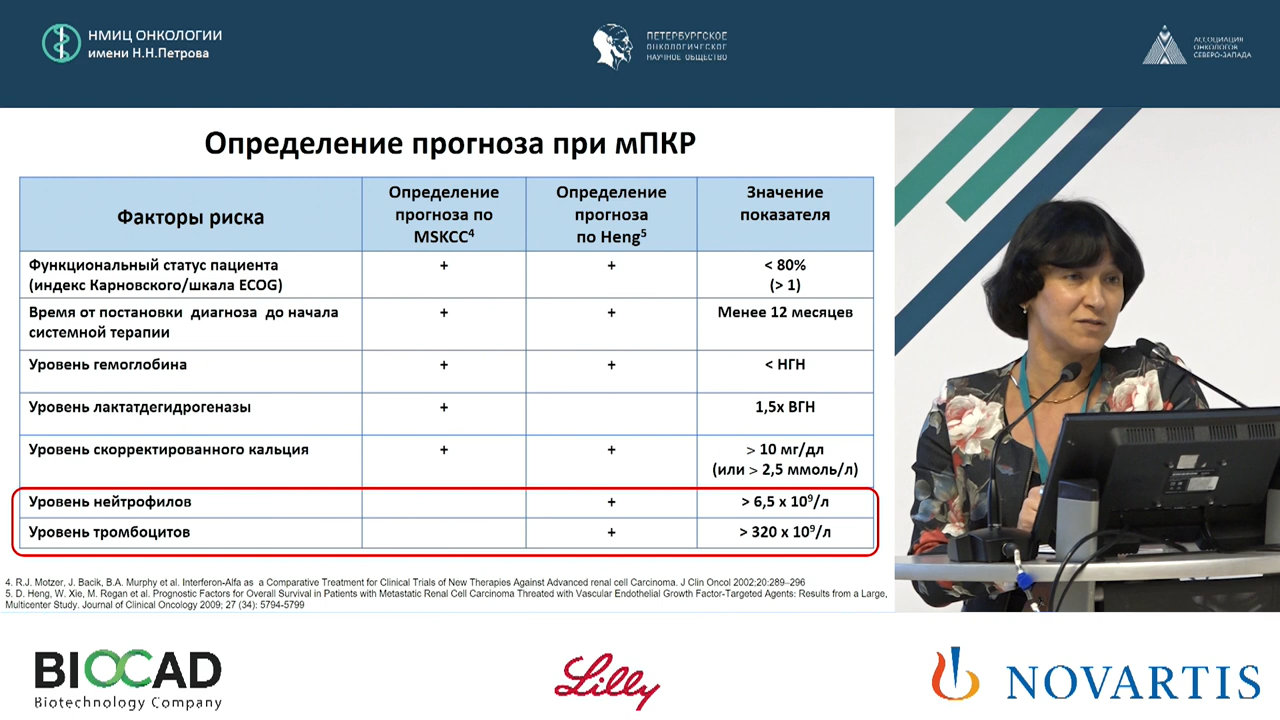 НМИЦ ОНКОЛОГИИ
имени Н.Н.Петрова
ПЕТЕРБУРГСКОЕ
ОНКОЛОГИЧЕСКОЕ
НАУЧНОЕ ОБЩЕСТВО
АССОЦИАЦИЯ
ОНКОЛОГОВ
СЕВЕРО-ЗАПАДА
Определение прогноза при мПКР
Факторы риска
Определение
прогноза по
MSKCC4
Определение
прогноза
по Heng5
Значение
показателя
Функциональный статус пациента
(индекс Карновского/шкала ECOG)
+
+
< 80%
(> 1)
Время от постановки диагноза до начала
системной терапии
+
+
Менее 12 месяцев
Уровень гемоглобина
+
+
< НГН
Уровень лактатдегидрогеназы
+
1,5x ВГН
Уровень скорректированного кальция
+
+
> 10 мг/дл
(или > 2,5 ммоль/л)
Уровень нейтрофилов
+
> 6,5 x 10⁹/л
Уровень тромбоцитов
+
> 320 x 10⁹/л
4. R.J. Motzer, J. Bacik, B.A. Murphy et al. Interferon-Alfa as a Comparative Treatment for Clinical Trials of New Therapies Against Advanced renal cell Carcinoma. J Clin Oncol 2002;20:289–296
5. D. Heng, W. Xie, M. Regan et al. Prognostic Factors for Overall Survival in Patients with Metastatic Renal Cell Carcinoma Threated with Vascular Endothelial Growth Factor-Targeted Agents: Results from a Large,
Multicenter Study. Journal of Clinical Oncology 2009; 27 (34): 5794-5799
BIOCAD
Biotechnology Company
Lilly
NOVARTIS